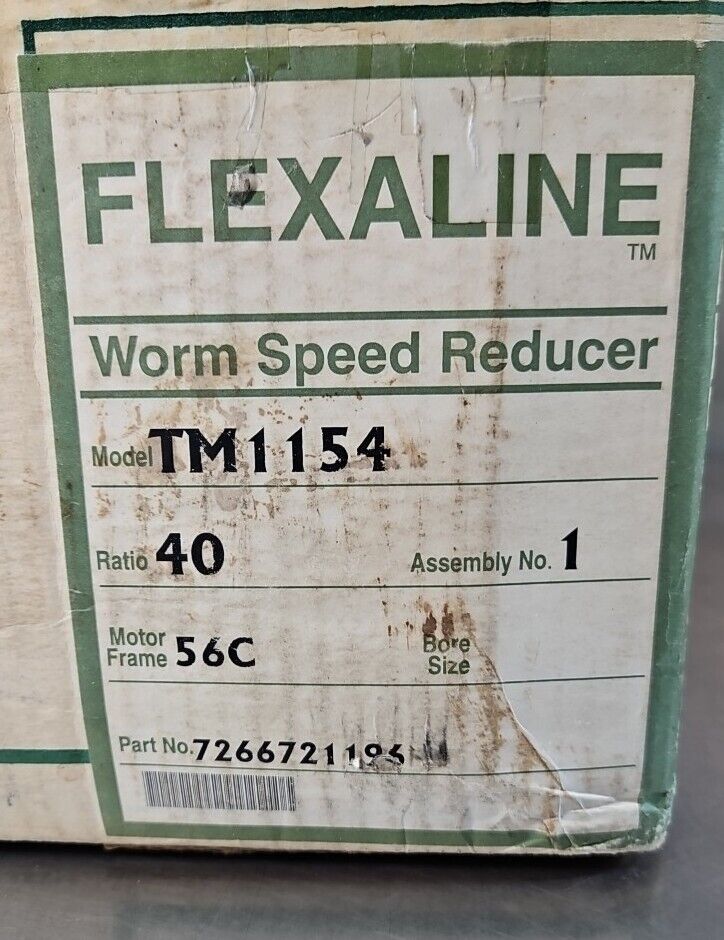 FLEXALINE
TM
Worm Speed Reducer
Model TM1154
Ratio 40 Assembly No. 1
Motor Frame 56C Bore Size
Part No. 7266721196